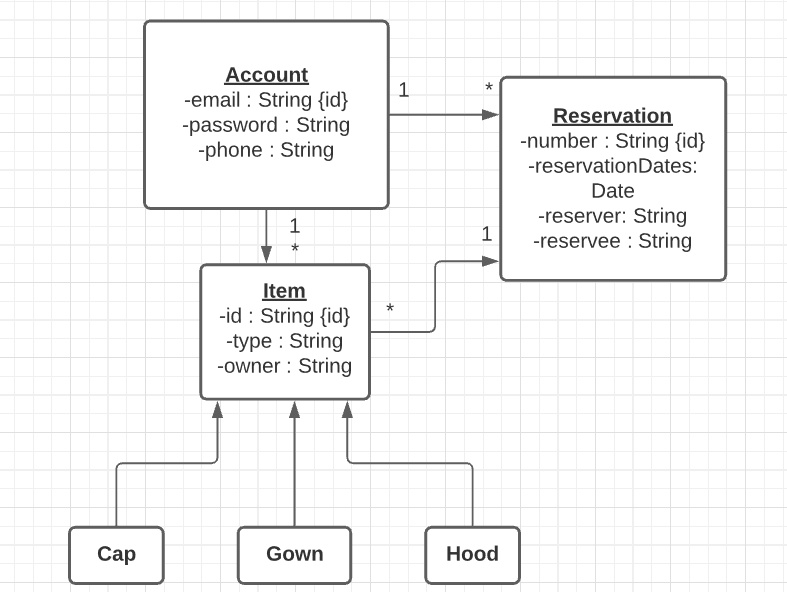 Account
-email : String {id}
-password : String
-phone : String
1
*
Reservation
-number : String {id}
-reservationDates:
Date
-reserver: String
-reservee : String
1
*
1
Item
-id : String {id}
-type : String
-owner : String
*
Cap
Gown
Hood